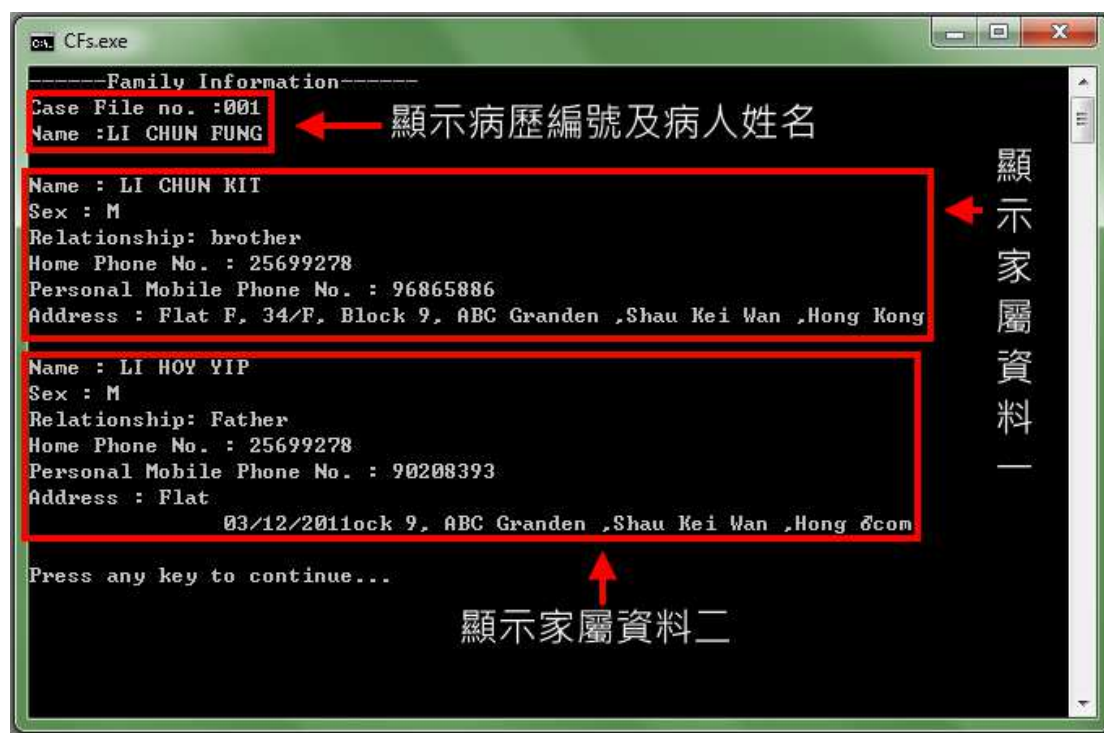 CFs.exe
------Family Information------
Case File no. :001
Name :LI CHUN FUNG
顯示病歷編號及病人姓名
Name : LI CHUN KIT
Sex : M
Relationship: brother
Home Phone No. : 25699278
Personal Mobile Phone No. : 96865886
Address : Flat F, 34/F, Block 9, ABC Granden ,Shau Kei Wan ,Hong Kong
顯示家屬資料一
Name : LI HOY YIP
Sex : M
Relationship: Father
Home Phone No. : 25699278
Personal Mobile Phone No. : 90208393
Address : Flat
03/12/2011ock 9, ABC Granden ,Shau Kei Wan ,Hong ♂com
Press any key to continue...
顯示家屬資料二